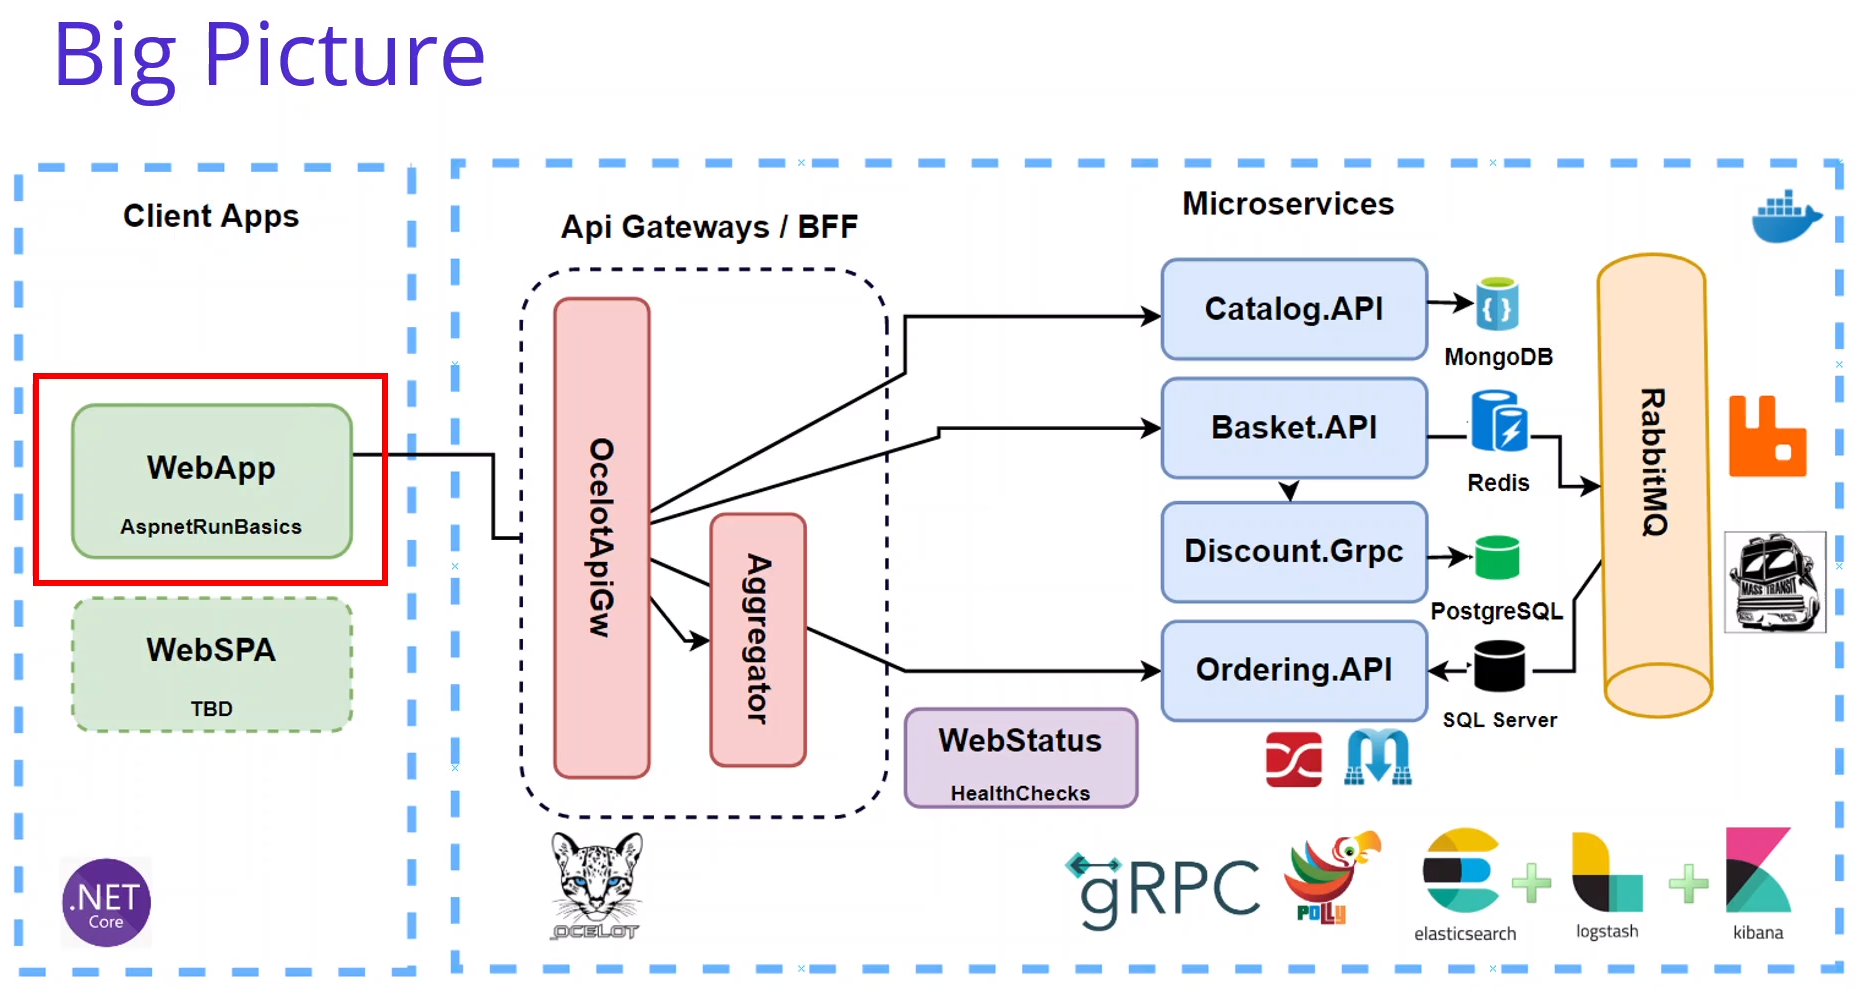 Big Picture
Client Apps
WebApp
AspnetRunBasics
WebSPA
TBD
.NET
Core
Api Gateways / BFF
OcelotApiGw
Aggregator
OCELOT
Microservices
Catalog.API
MongoDB
Basket.API
Redis
Discount.Grpc
PostgreSQL
Ordering.API
SQL Server
WebStatus
HealthChecks
RabbitMQ
MASS TRANSIT
gRPC
POLLY
elasticsearch
logstash
kibana